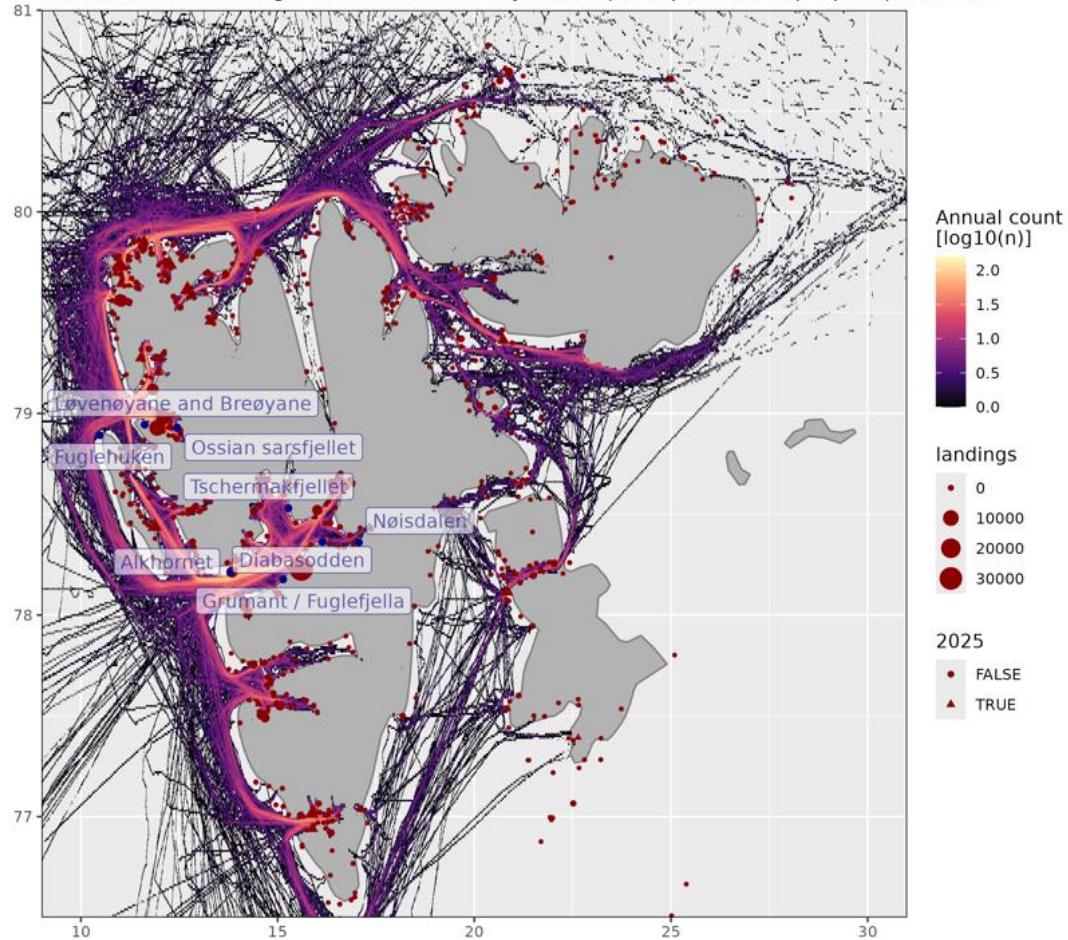 81
80
79
78
77
10
15
20
25
30
Løvenøyane and Breøyane
Ossian sarsfjellet
Fuglehuken
Tschermakfjellet
Nøisdalen
Alkhornet
Diabasodden
Grumant / Fuglefjella
Annual count
[log10(n)]
2.0
1.5
1.0
0.5
0.0
landings
0
10000
20000
30000
2025
FALSE
TRUE